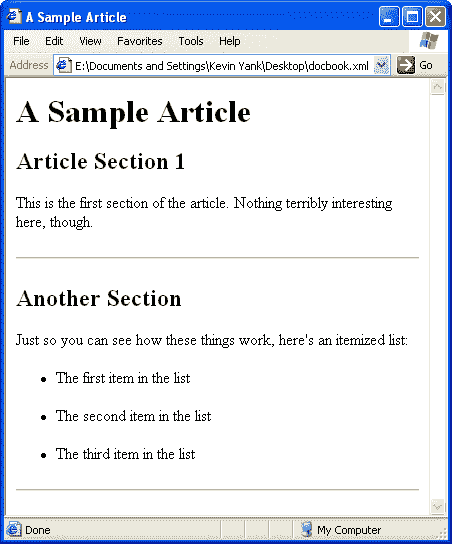 A Sample Article
File Edit View Favorites Tools Help
Address E:\Documents and Settings\Kevin Yank\Desktop\docbook.xml Go
A Sample Article
Article Section 1
This is the first section of the article. Nothing terribly interesting
here, though.
Another Section
Just so you can see how these things work, here's an itemized list:
The first item in the list
The second item in the list
The third item in the list
Done My Computer